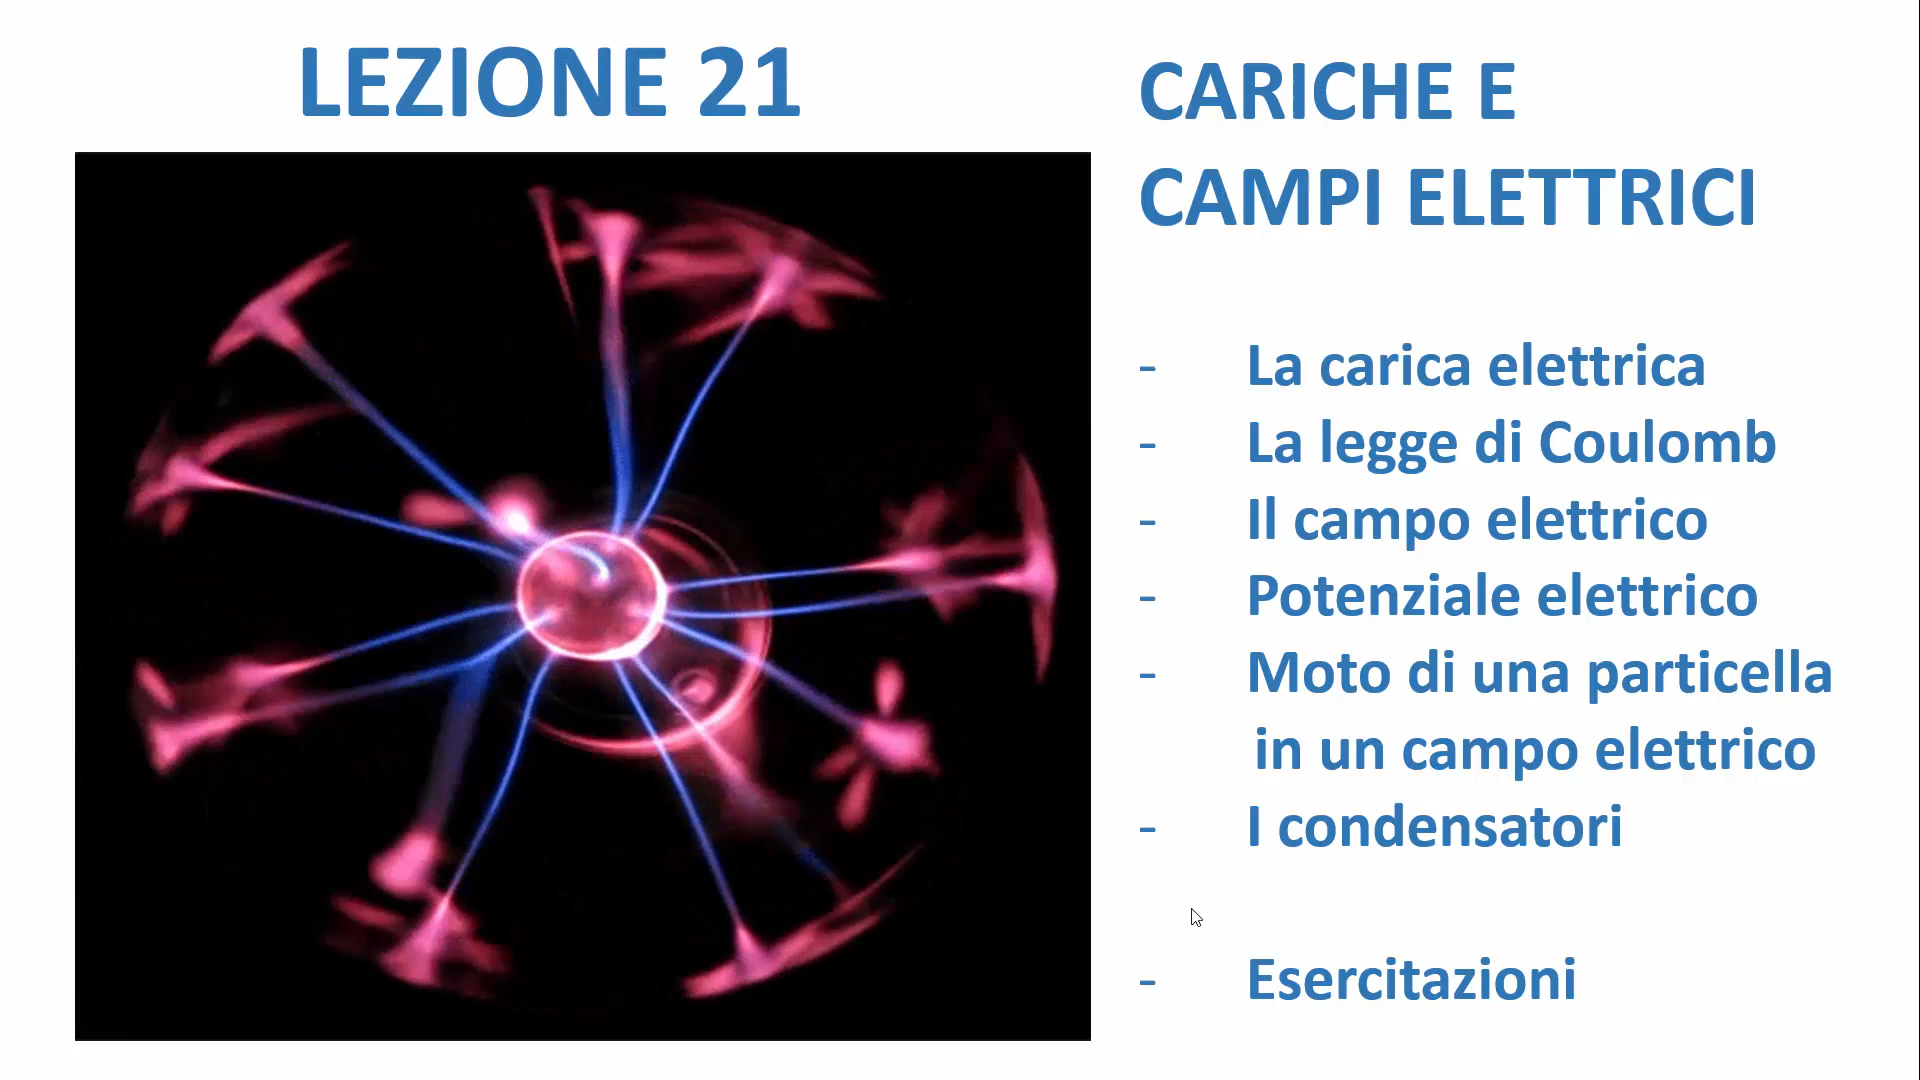 LEZIONE 21
CARICHE E
CAMPI ELETTRICI
- La carica elettrica
- La legge di Coulomb
- Il campo elettrico
- Potenziale elettrico
- Moto di una particella
in un campo elettrico
- I condensatori
- Esercitazioni